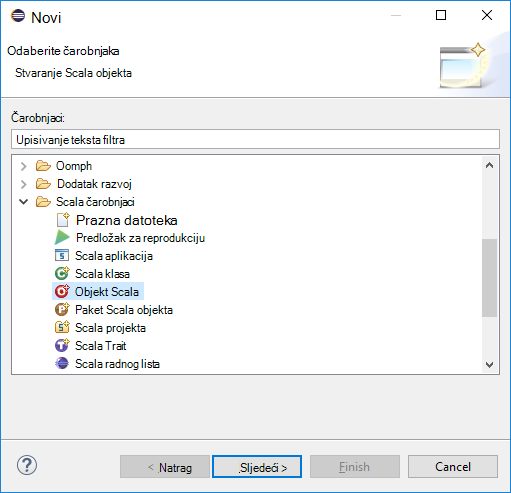 Novi
Odaberite čarobnjaka
Stvaranje Scala objekta
Čarobnjaci:
Upisivanje teksta filtra
Oomph
Dodatak razvoj
Scala čarobnjaci
Prazna datoteka
Predložak za reprodukciju
Scala aplikacija
Scala klasa
Objekt Scala
Paket Scala objekta
Scala projekta
Scala Trait
Scala radnog lista
< Natrag
Sljedeći >
Finish
Cancel